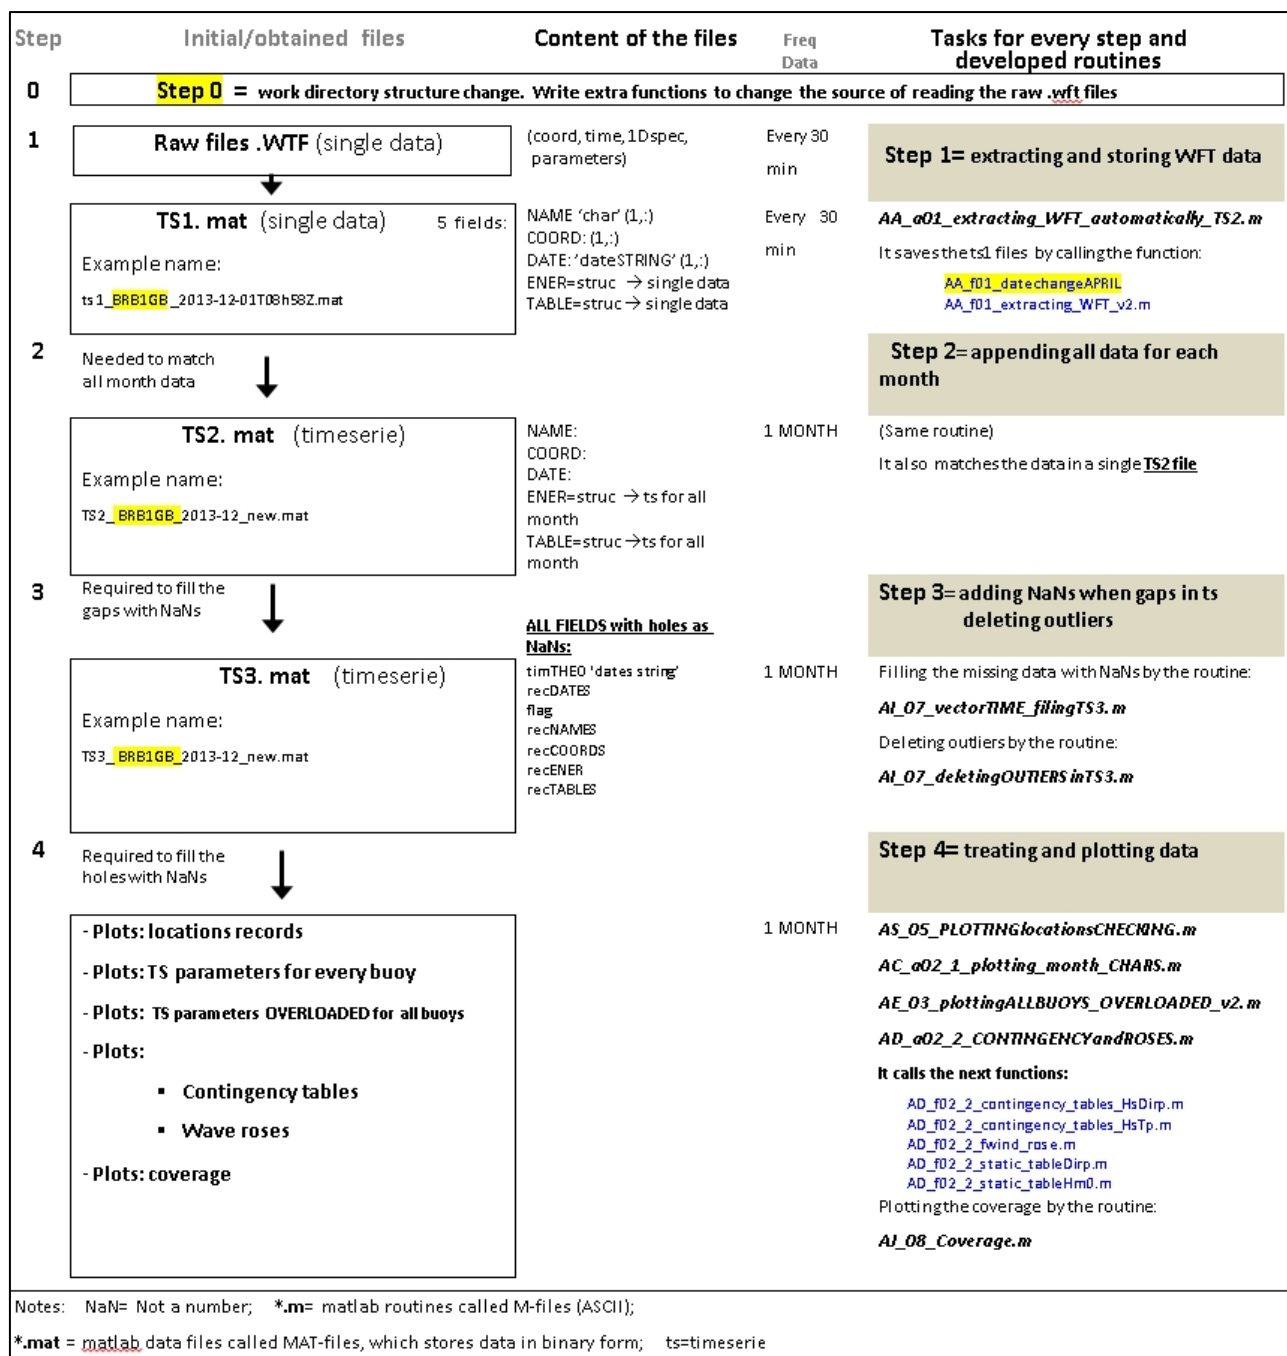 Step Initial/obtained files Content of the files Freq Data Tasks for every step and developed routines
0 Step 0 = work directory structure change. Write extra functions to change the source of reading the raw .wft files
1 Raw files .WTF (single data)
(coord, time, 1Dspec,
parameters)
Every 30
min
Step 1= extracting and storing WFT data
TS1. mat (single data) 5 fields:
Example name:
ts1_BRB1GB_2013-12-01T08h58Z.mat
NAME 'char' (1,:)
COORD: (1,:)
DATE: 'dateSTRING' (1,:)
ENER=struc → single data
TABLE=struc → single data
Every 30
min
AA_a01_extracting_WFT_automatically_TS2.m
It saves the ts1 files by calling the function:
AA_f01_datechangeAPRIL
AA_f01_extracting_WFT_v2.m
2 Needed to match
all month data
Step 2= appending all data for each
month
TS2. mat (timeserie)
Example name:
TS2_BRB1GB_2013-12_new.mat
NAME:
COORD:
DATE:
ENER=struc → ts for all
month
TABLE=struc → ts for all
month
1 MONTH
(Same routine)
It also matches the data in a single TS2 file
3 Required to fill the
gaps with NaNs
Step 3= adding NaNs when gaps in ts
deleting outliers
TS3. mat (timeserie)
Example name:
TS3_BRB1GB_2013-12_new.mat
ALL FIELDS with holes as
NaNs:
timTHEO 'dates string'
recDATES
flag
recNAMES
recCOORDS
recENER
recTABLES
1 MONTH
Filling the missing data with NaNs by the routine:
AI_07_vectorTIME_filingTS3.m
Deleting outliers by the routine:
AI_07_deletingOUTIERSinTS3.m
4 Required to fill the
holes with NaNs
Step 4= treating and plotting data
- Plots: locations records
- Plots: TS parameters for every buoy
- Plots: TS parameters OVERLOADED for all buoys
- Plots:
▪ Contingency tables
▪ Wave roses
- Plots: coverage
1 MONTH
AS_05_PLOTTINGlocationsCHECKING.m
AC_a02_1_plotting_month_CHARS.m
AE_03_plottingALLBUOYS_OVERLOADED_v2.m
AD_a02_2_CONTINGENCYandROSES.m
It calls the next functions:
AD_f02_2_contingency_tables_HsDirp.m
AD_f02_2_contingency_tables_HsTp.m
AD_f02_2_fwind_rose.m
AD_f02_2_static_tableDirp.m
AD_f02_2_static_tableHm0.m
Plotting the coverage by the routine:
AJ_08_Coverage.m
Notes: NaN= Not a number; *.m= matlab routines called M-files (ASCII);
*.mat = matlab data files called MAT-files, which stores data in binary form; ts=timeserie